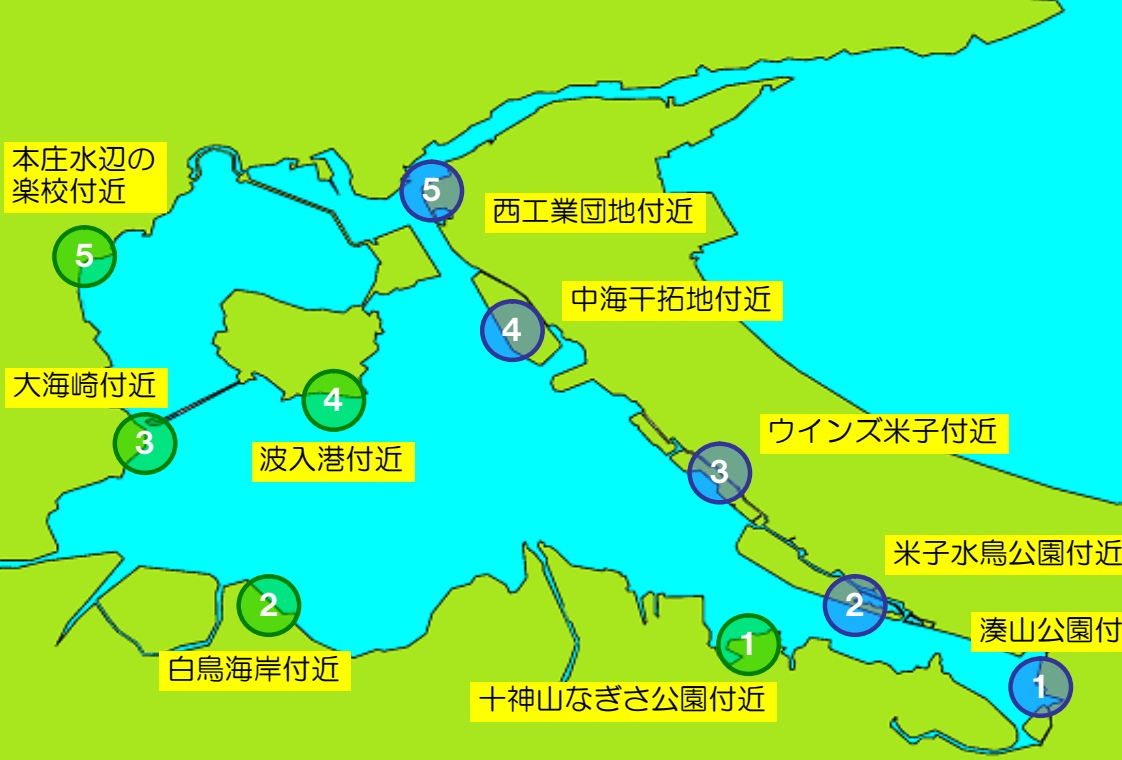 本庄水辺の
楽校付近
5
5
西工業団地付近
中海干拓地付近
4
大海崎付近
4
3
波入港付近
ウインズ米子付近
3
米子水鳥公園付近
2
2
湊山公園付
白鳥海岸付近
1
十神山なぎさ公園付近
1